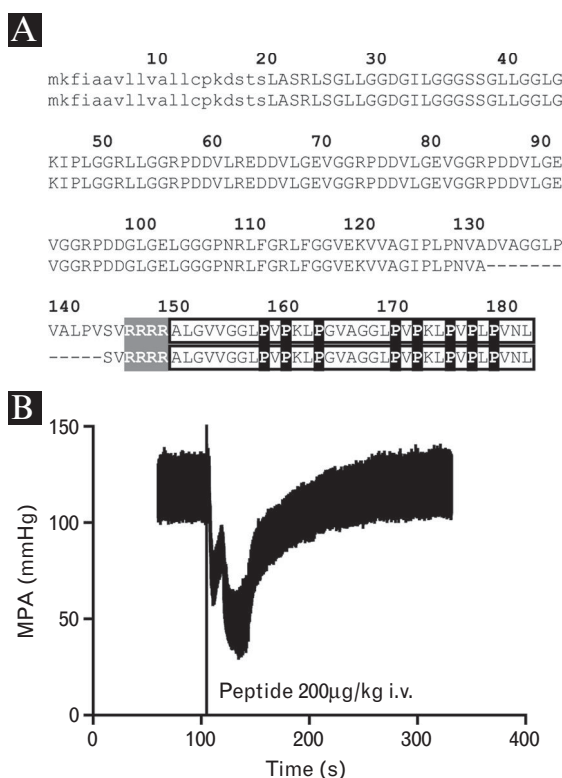 A
10 20 30 40
mkfiaavllvallcpkdstsLASRLSGLLGGDGILGGGSSGLLGGLG
mkfiaavllvallcpkdstsLASRLSGLLGGDGILGGGSSGLLGGLG
50 60 70 80 90
KIPLGGRLLGGRPDDVLREDDVLGEVGGRPDDVLGEVGGRPDDVLGE
KIPLGGRLLGGRPDDVLREDDVLGEVGGRPDDVLGEVGGRPDDVLGE
100 110 120 130
VGGRPDDGLGELGGGPNRLFGRLFGGVEKVVAGIPLPNVADVAGGLP
VGGRPDDGLGELGGGPNRLFGRLFGGVEKVVAGIPLPNVA-------
140 150 160 170 180
VALPVSVRRRRALGVVGGLPVPKLPGVAGGLPVPKLPVPLPVNL
-----SVRRRRALGVVGGLPVPKLPGVAGGLPVPKLPVPLPVNL
B
150
100
50
0
MPA (mmHg)
Peptide 200µg/kg i.v.
0 100 200 300 400
Time (s)